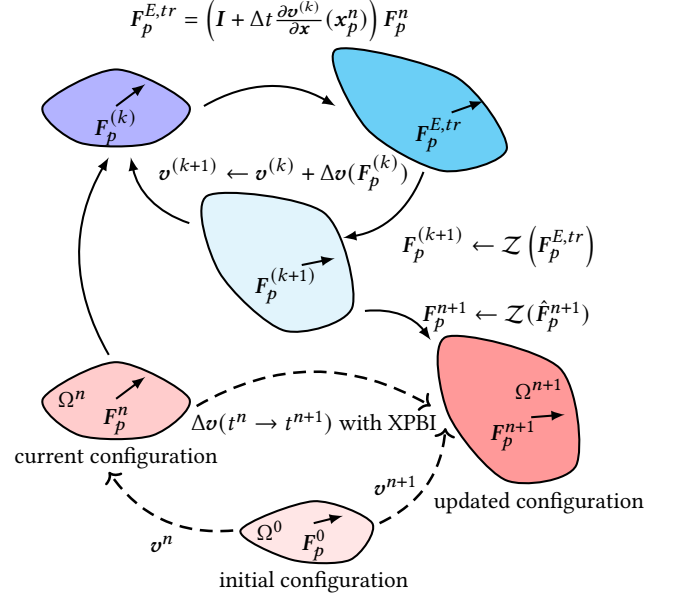 F_p^{E,tr} = (I + Δt ∂v^{(k)}/∂x (x_p^n)) F_p^n
F_p^{(k)}
F_p^{E,tr}
v^{(k+1)} ← v^{(k)} + Δv(F_p^{(k)})
F_p^{(k+1)} ← Z(F_p^{E,tr})
F_p^{(k+1)}
F_p^{n+1} ← Z(F̂_p^{n+1})
Ω^n
F_p^n
Ω^{n+1}
F_p^{n+1}
Δv(t^n → t^{n+1}) with XPBI
current configuration
v^{n+1}
updated configuration
v^n
Ω^0
F_p^0
initial configuration